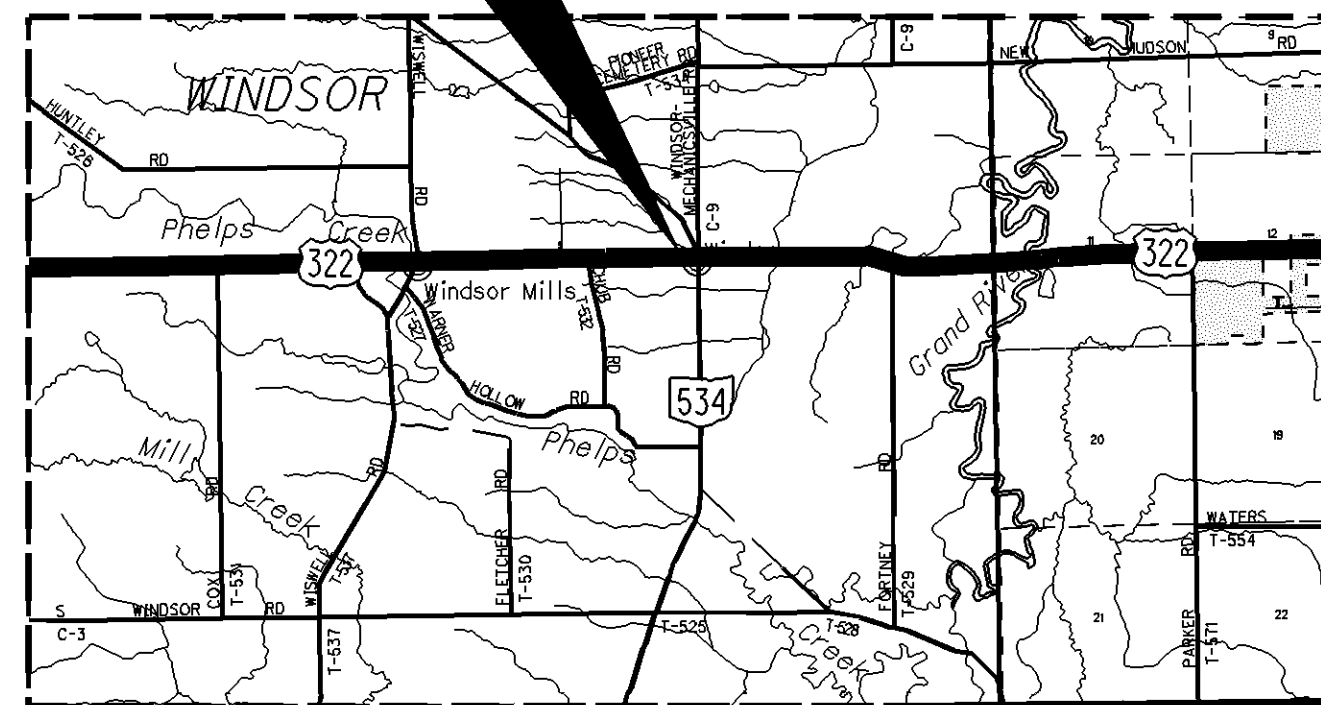 WISWELL
RD
C-9
NEW
HUDSON
RD
9
PIONEER
CEMETERY RD
T-534
WINDSOR
HUNTLEY
T-526
RD
WINDSOR-
MECHANICSVILLE
C-9
Phelps
Creek
322
322
11
12
Windsor Mills
WARNER
T-527
HOLLOW
RD
T-532
RD
Grand River
534
Phelps
20
19
Mill
Creek
RD
RD
RD
RD
WATERS
T-554
COX
T-531
WISWELL
T-537
FLETCHER
T-530
FORTNEY
T-529
RD
S
WINDSOR
RD
C-3
T-537
T-525
T-528
Creek
21
22
PARKER
T-571